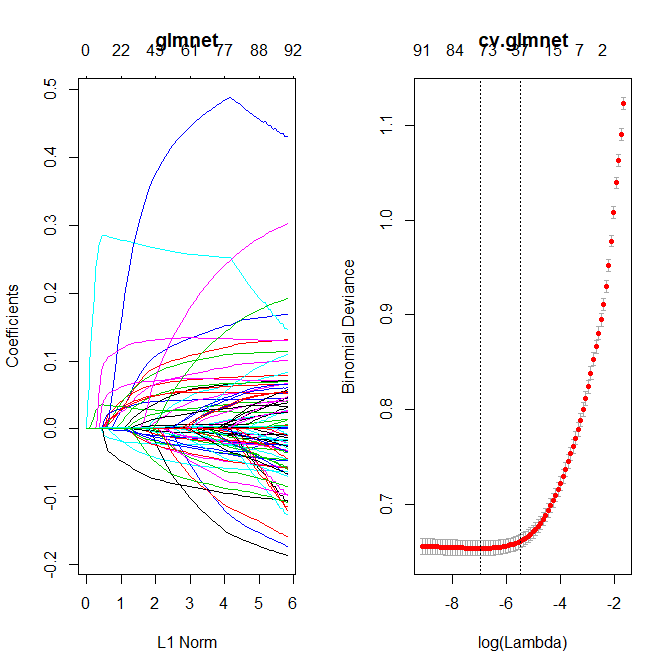 glmnet
0 22 43 61 77 88 92
0.5
0.4
0.3
0.2
0.1
0.0
-0.1
-0.2
Coefficients
0 1 2 3 4 5 6
L1 Norm
cv.glmnet
91 84 73 37 15 7 2
1.1
1.0
0.9
0.8
0.7
Binomial Deviance
-8 -6 -4 -2
log(Lambda)